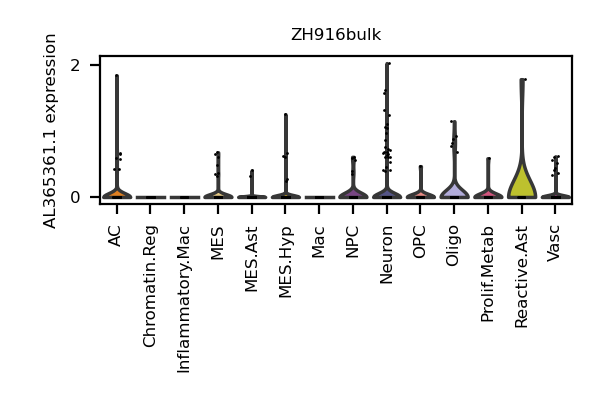 ZH916bulk
AL365361.1 expression
2
0
AC
Chromatin.Reg
Inflammatory.Mac
MES
MES.Ast
MES.Hyp
Mac
NPC
Neuron
OPC
Oligo
Prolif.Metab
Reactive.Ast
Vasc